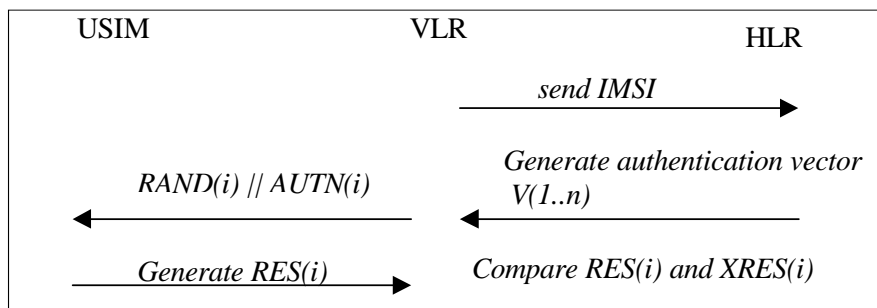 USIM VLR HLR
send IMSI
Generate authentication vector
V(1..n)
RAND(i) || AUTN(i)
Generate RES(i)
Compare RES(i) and XRES(i)